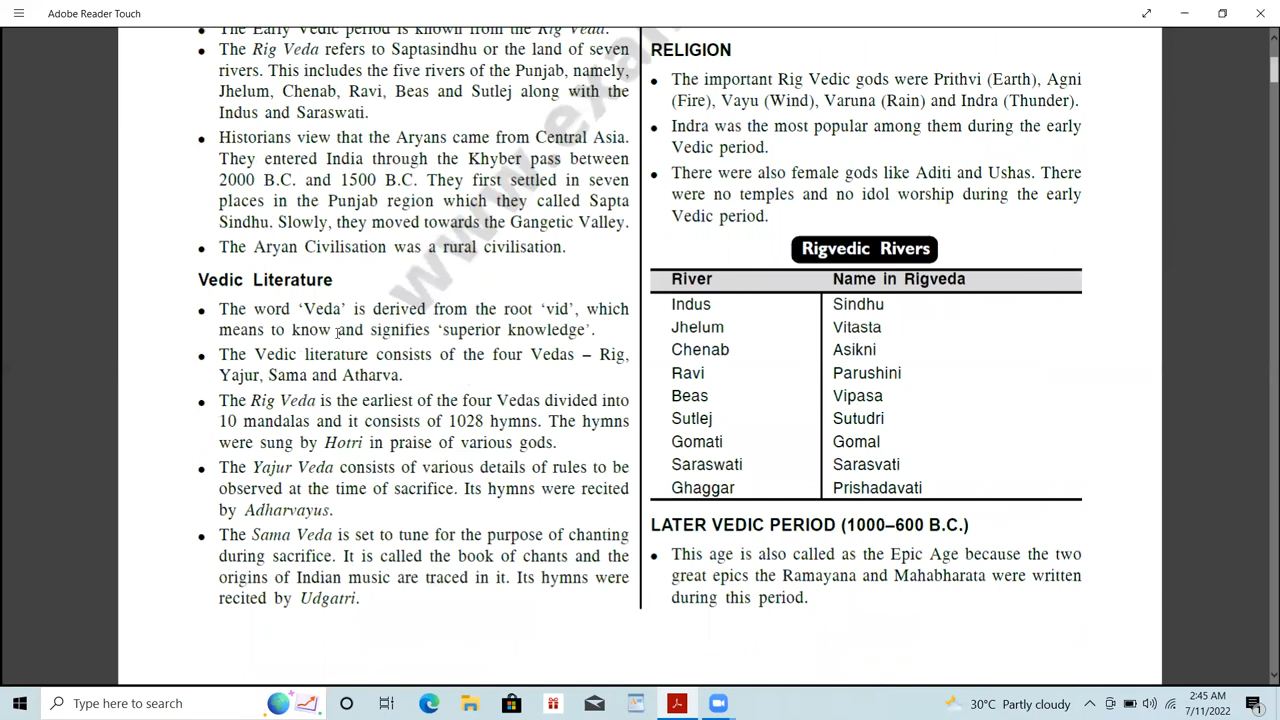 Adobe Reader Touch
The Early Vedic period is known from the Rig Veda.
• The Rig Veda refers to Saptasindhu or the land of seven
rivers. This includes the five rivers of the Punjab, namely,
Jhelum, Chenab, Ravi, Beas and Sutlej along with the
Indus and Saraswati.
• Historians view that the Aryans came from Central Asia.
They entered India through the Khyber pass between
2000 B.C. and 1500 B.C. They first settled in seven
places in the Punjab region which they called Sapta
Sindhu. Slowly, they moved towards the Gangetic Valley.
• The Aryan Civilisation was a rural civilisation.
Vedic Literature
• The word ‘Veda’ is derived from the root ‘vid’, which
means to know and signifies ‘superior knowledge’.
• The Vedic literature consists of the four Vedas – Rig,
Yajur, Sama and Atharva.
• The Rig Veda is the earliest of the four Vedas divided into
10 mandalas and it consists of 1028 hymns. The hymns
were sung by Hotri in praise of various gods.
• The Yajur Veda consists of various details of rules to be
observed at the time of sacrifice. Its hymns were recited
by Adharvayus.
• The Sama Veda is set to tune for the purpose of chanting
during sacrifice. It is called the book of chants and the
origins of Indian music are traced in it. Its hymns were
recited by Udgatri.
RELIGION
• The important Rig Vedic gods were Prithvi (Earth), Agni
(Fire), Vayu (Wind), Varuna (Rain) and Indra (Thunder).
• Indra was the most popular among them during the early
Vedic period.
• There were also female gods like Aditi and Ushas. There
were no temples and no idol worship during the early
Vedic period.
Rigvedic Rivers
River Name in Rigveda
Indus Sindhu
Jhelum Vitasta
Chenab Asikni
Ravi Parushini
Beas Vipasa
Sutlej Sutudri
Gomati Gomal
Saraswati Sarasvati
Ghaggar Prishadavati
LATER VEDIC PERIOD (1000–600 B.C.)
• This age is also called as the Epic Age because the two
great epics the Ramayana and Mahabharata were written
during this period.
www.exam
Type here to search
30°C Partly cloudy
2:45 AM
7/11/2022
1